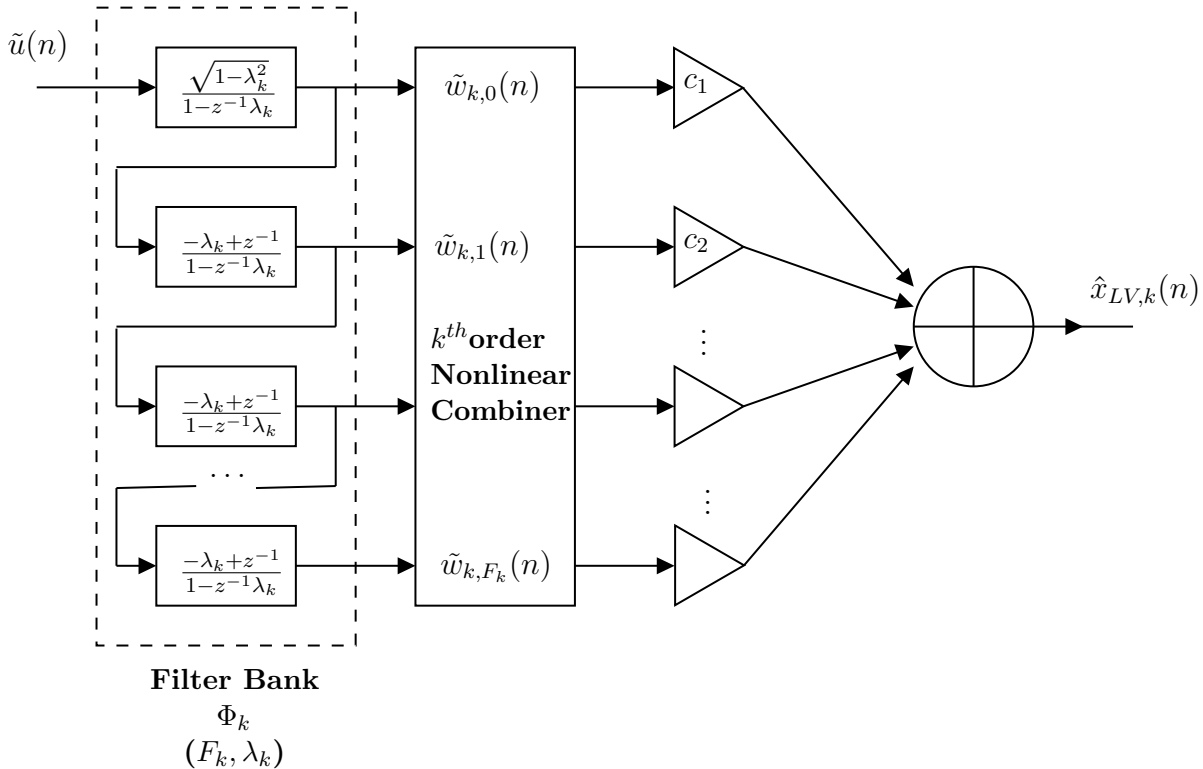 ũ(n)
√(1−λ_k^2) / (1−z^{−1}λ_k)
w̃_{k,0}(n)
c_1
(−λ_k+z^{−1}) / (1−z^{−1}λ_k)
w̃_{k,1}(n)
c_2
x̂_{LV,k}(n)
k^{th}order
Nonlinear
Combiner
⋮
(−λ_k+z^{−1}) / (1−z^{−1}λ_k)
···
⋮
(−λ_k+z^{−1}) / (1−z^{−1}λ_k)
w̃_{k,F_k}(n)
Filter Bank
Φ_k
(F_k, λ_k)